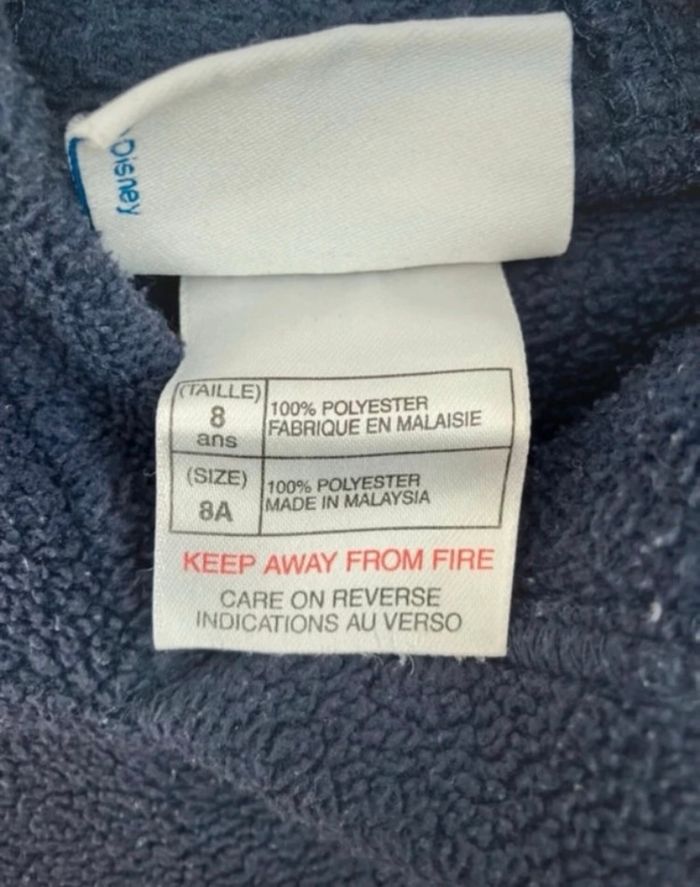 Disney
(TAILLE)
8
ans
100% POLYESTER
FABRIQUE EN MALAISIE
(SIZE)
8A
100% POLYESTER
MADE IN MALAYSIA
KEEP AWAY FROM FIRE
CARE ON REVERSE
INDICATIONS AU VERSO